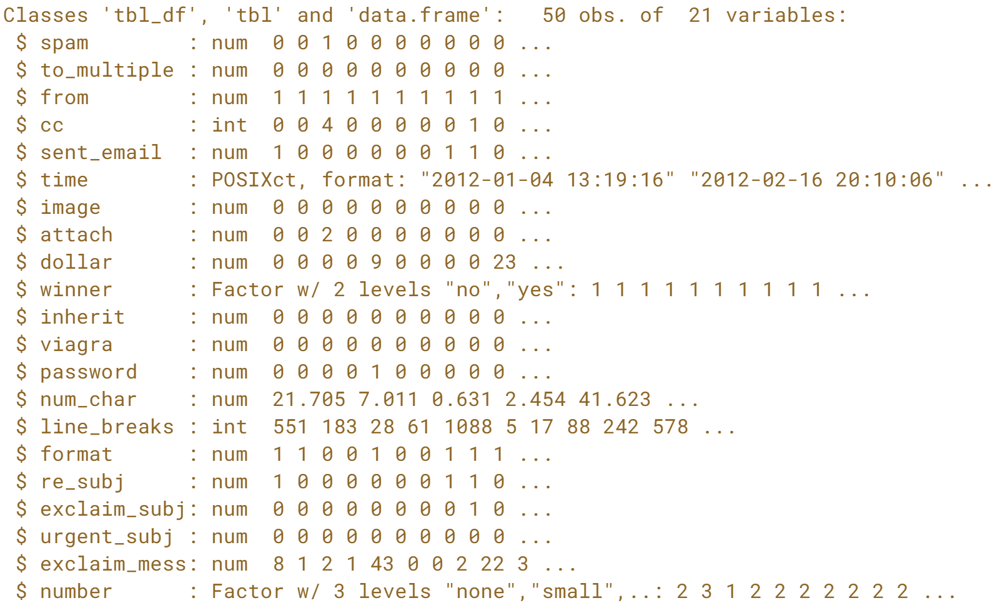 Classes 'tbl_df', 'tbl' and 'data.frame':   50 obs. of  21 variables:
 $ spam        : num  0 0 1 0 0 0 0 0 0 0 ...
 $ to_multiple : num  0 0 0 0 0 0 0 0 0 0 ...
 $ from        : num  1 1 1 1 1 1 1 1 1 1 ...
 $ cc          : int  0 0 4 0 0 0 0 0 1 0 ...
 $ sent_email  : num  1 0 0 0 0 0 0 1 1 0 ...
 $ time        : POSIXct, format: "2012-01-04 13:19:16" "2012-02-16 20:10:06" ...
 $ image       : num  0 0 0 0 0 0 0 0 0 0 ...
 $ attach      : num  0 0 2 0 0 0 0 0 0 0 ...
 $ dollar      : num  0 0 0 0 9 0 0 0 0 23 ...
 $ winner      : Factor w/ 2 levels "no","yes": 1 1 1 1 1 1 1 1 1 1 ...
 $ inherit     : num  0 0 0 0 0 0 0 0 0 0 ...
 $ viagra      : num  0 0 0 0 0 0 0 0 0 0 ...
 $ password    : num  0 0 0 0 1 0 0 0 0 0 ...
 $ num_char    : num  21.705 7.011 0.631 2.454 41.623 ...
 $ line_breaks : int  551 183 28 61 1088 5 17 88 242 578 ...
 $ format      : num  1 1 0 0 1 0 0 1 1 1 ...
 $ re_subj     : num  1 0 0 0 0 0 0 1 1 0 ...
 $ exclaim_subj: num  0 0 0 0 0 0 0 0 1 0 ...
 $ urgent_subj : num  0 0 0 0 0 0 0 0 0 0 ...
 $ exclaim_mess: num  8 1 2 1 43 0 0 2 22 3 ...
 $ number      : Factor w/ 3 levels "none","small",..: 2 3 1 2 2 2 2 2 2 2 ...